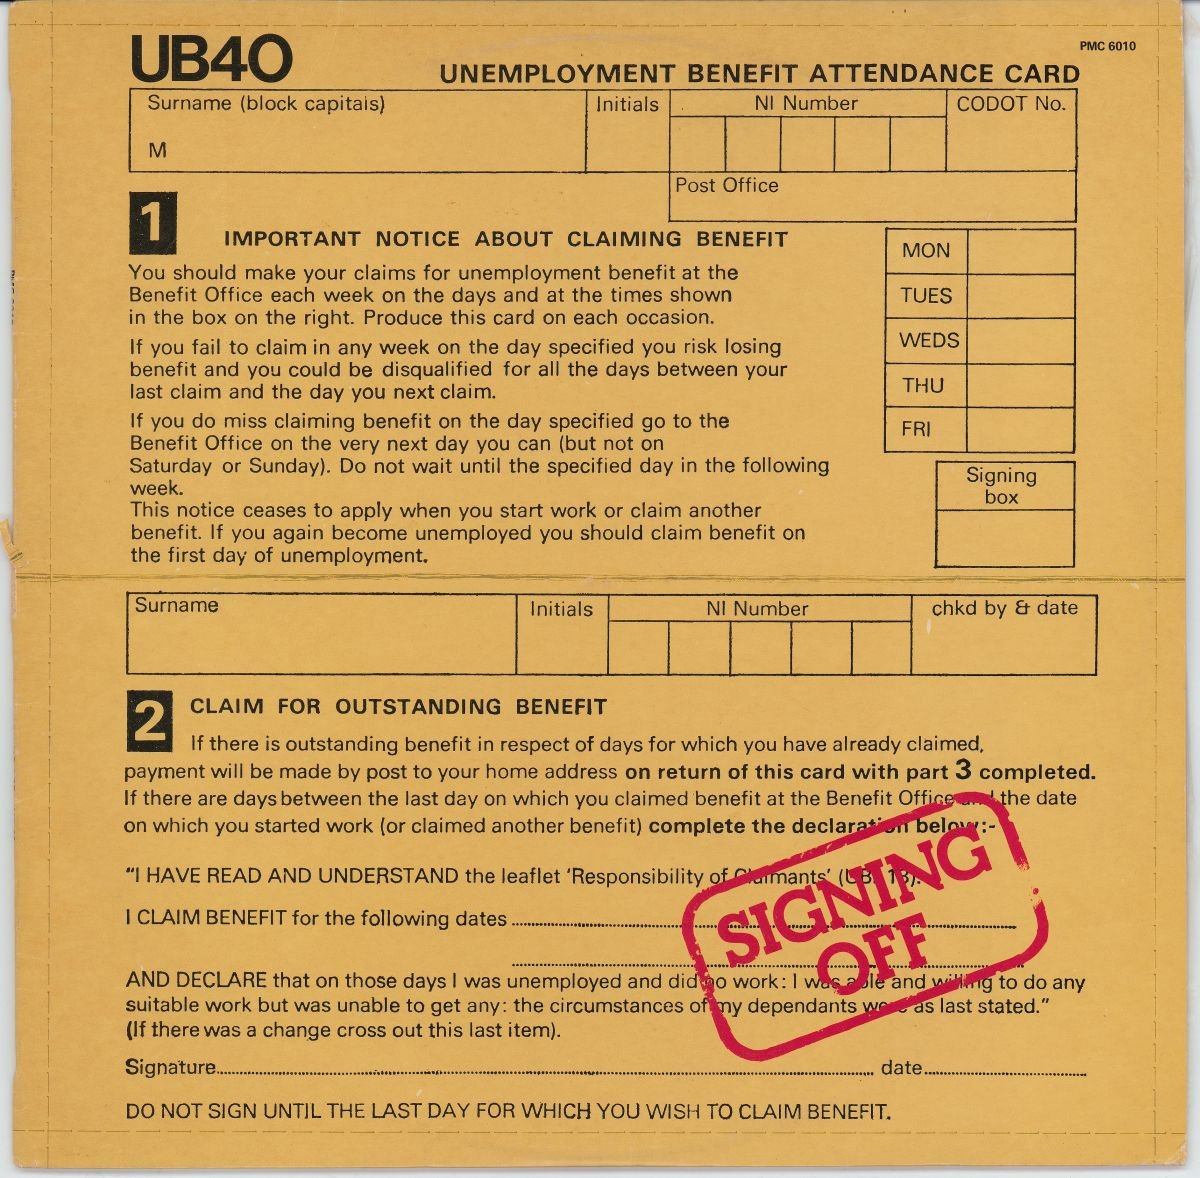 UB40
PMC 6010
UNEMPLOYMENT BENEFIT ATTENDANCE CARD
Surname (block capitals)
Initials
NI Number
CODOT No.
M
Post Office
1
IMPORTANT NOTICE ABOUT CLAIMING BENEFIT
You should make your claims for unemployment benefit at the
Benefit Office each week on the days and at the times shown
in the box on the right. Produce this card on each occasion.
If you fail to claim in any week on the day specified you risk losing
benefit and you could be disqualified for all the days between your
last claim and the day you next claim.
If you do miss claiming benefit on the day specified go to the
Benefit Office on the very next day you can (but not on
Saturday or Sunday). Do not wait until the specified day in the following
week.
This notice ceases to apply when you start work or claim another
benefit. If you again become unemployed you should claim benefit on
the first day of unemployment.
MON
TUES
WEDS
THU
FRI
Signing
box
Surname
Initials
NI Number
chkd by & date
2
CLAIM FOR OUTSTANDING BENEFIT
If there is outstanding benefit in respect of days for which you have already claimed,
payment will be made by post to your home address on return of this card with part 3 completed.
If there are days between the last day on which you claimed benefit at the Benefit Office and the date
on which you started work (or claimed another benefit) complete the declaration below:-
"I HAVE READ AND UNDERSTAND the leaflet 'Responsibility of Claimants' (UBL 18).
I CLAIM BENEFIT for the following dates
AND DECLARE that on those days I was unemployed and did no work: I was able and willing to do any
suitable work but was unable to get any: the circumstances of my dependants were as last stated."
(If there was a change cross out this last item).
Signature
date
DO NOT SIGN UNTIL THE LAST DAY FOR WHICH YOU WISH TO CLAIM BENEFIT.
SIGNING
OFF